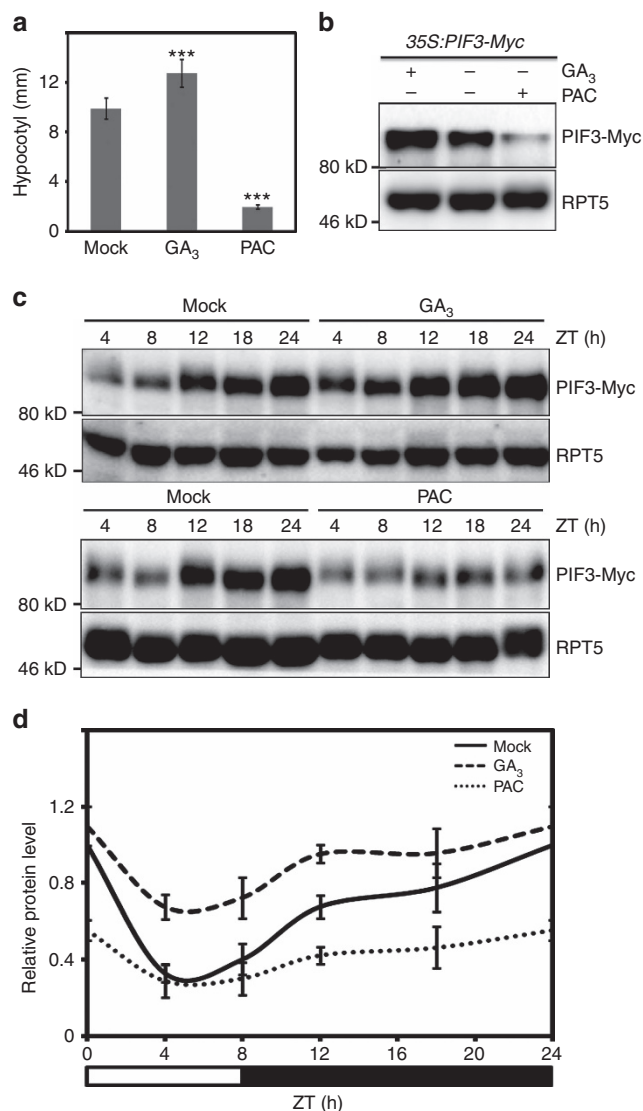 a
Hypocotyl (mm)
12
8
4
0
***
***
Mock GA₃ PAC
b
35S:PIF3-Myc
+ – – GA₃
– – + PAC
PIF3-Myc
80 kD
RPT5
46 kD
c
Mock GA₃
4 8 12 18 24 4 8 12 18 24 ZT (h)
PIF3-Myc
80 kD
RPT5
46 kD
Mock PAC
4 8 12 18 24 4 8 12 18 24 ZT (h)
PIF3-Myc
80 kD
RPT5
46 kD
d
Relative protein level
1.2
0.8
0.4
0
Mock
GA₃
PAC
0 4 8 12 16 20 24
ZT (h)